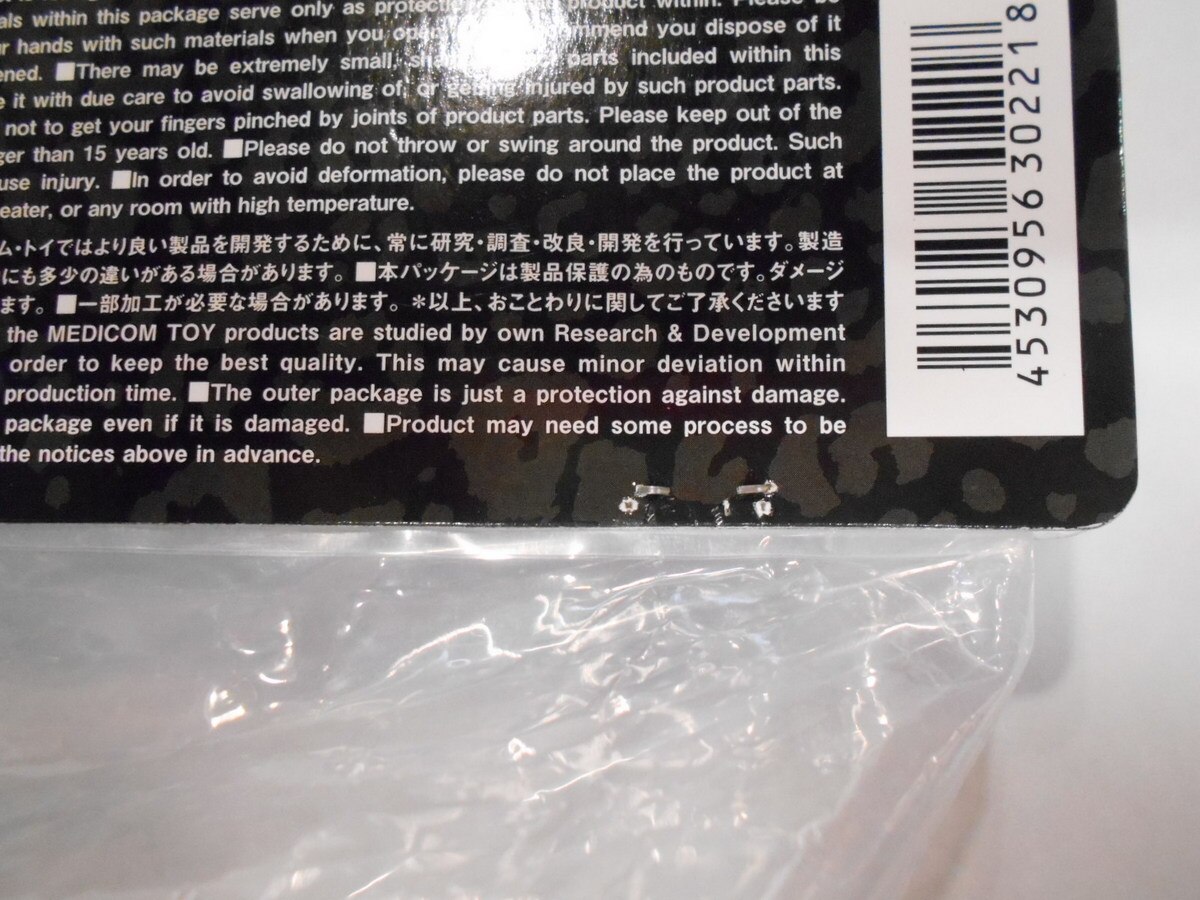 als within this package serve only as protecti product within. Please be
r hands with such materials when you ope mmend you dispose of it
ened. ■There may be extremely small, parts included within this
e it with due care to avoid swallowing of, or getting injured by such product parts.
not to get your fingers pinched by joints of product parts. Please keep out of the
ger than 15 years old. ■Please do not throw or swing around the product. Such
use injury. ■In order to avoid deformation, please do not place the product at
eater, or any room with high temperature.
ム・トイではより良い製品を開発するために、常に研究・調査・改良・開発を行っています。製造
にも多少の違いがある場合があります。 ■本パッケージは製品保護の為のものです。ダメージ
ます。 ■一部加工が必要な場合があります。 ＊以上、おことわりに関してご了承くださいます
the MEDICOM TOY products are studied by own Research & Development
order to keep the best quality. This may cause minor deviation within
production time. ■The outer package is just a protection against damage.
package even if it is damaged. ■Product may need some process to be
the notices above in advance.
4530956302218